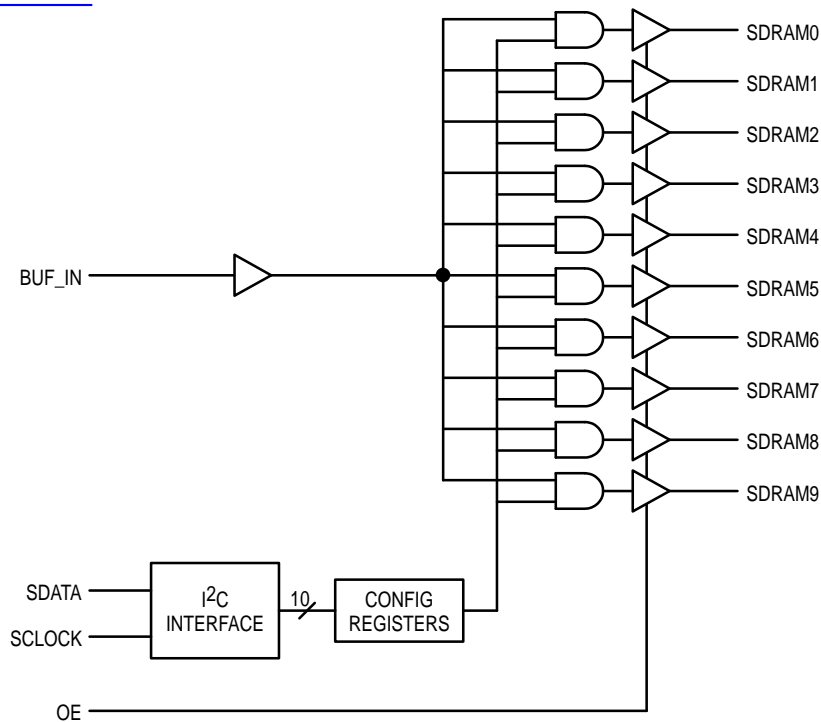 SDRAM0
SDRAM1
SDRAM2
SDRAM3
SDRAM4
BUF_IN
SDRAM5
SDRAM6
SDRAM7
SDRAM8
SDRAM9
SDATA
SCLOCK
I2C
INTERFACE
10
CONFIG
REGISTERS
OE